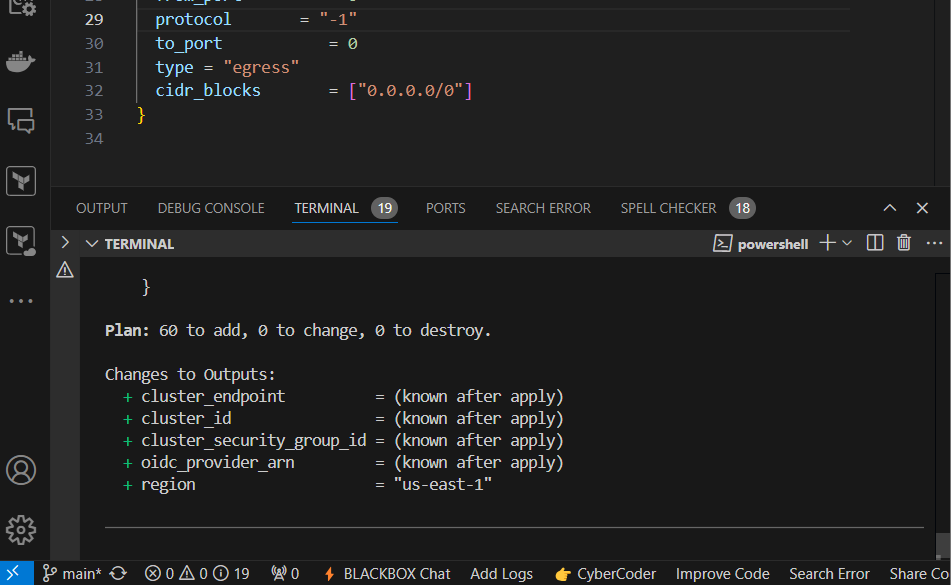 29 protocol = "-1"
30 to_port = 0
31 type = "egress"
32 cidr_blocks = ["0.0.0.0/0"]
33 }
34
OUTPUT DEBUG CONSOLE TERMINAL 19 PORTS SEARCH ERROR SPELL CHECKER 18
TERMINAL powershell
}
Plan: 60 to add, 0 to change, 0 to destroy.
Changes to Outputs:
+ cluster_endpoint = (known after apply)
+ cluster_id = (known after apply)
+ cluster_security_group_id = (known after apply)
+ oidc_provider_arn = (known after apply)
+ region = "us-east-1"
main* 0 0 19 0 BLACKBOX Chat Add Logs CyberCoder Improve Code Search Error Share Co